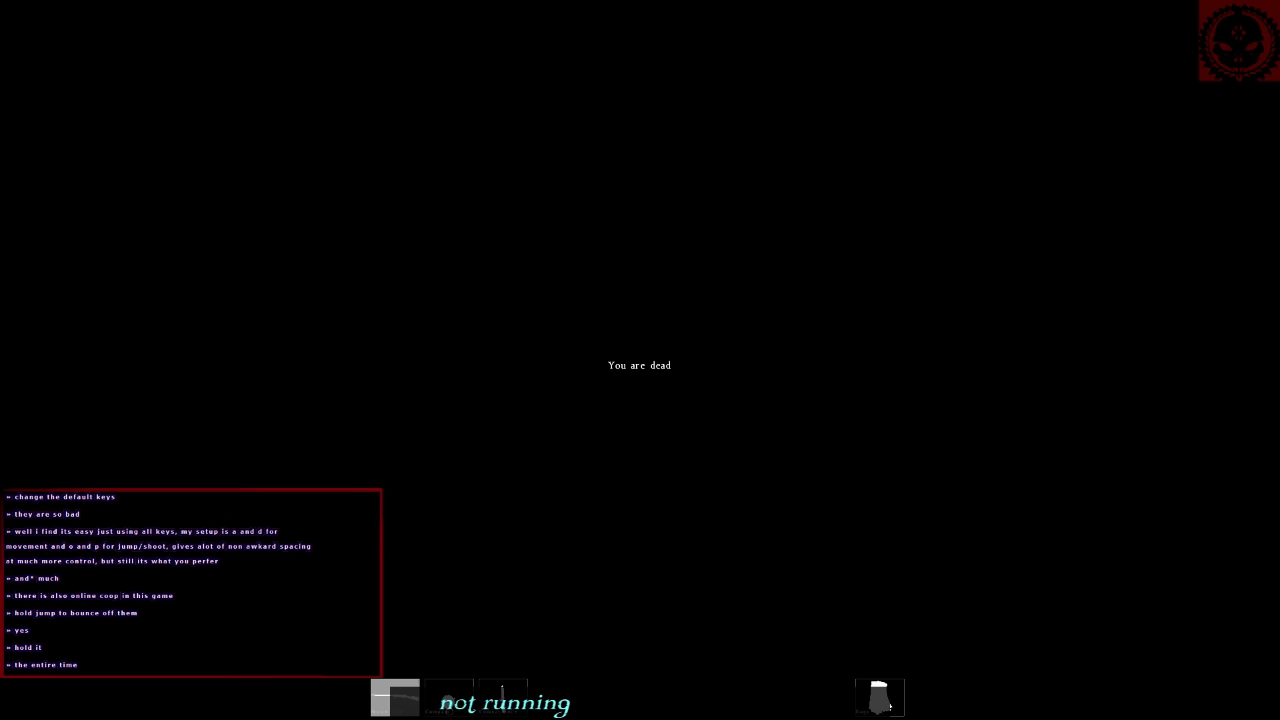 You are dead
» change the default keys
» they are so bad
» well i find its easy just using all keys, my setup is a and d for
movement and o and p for jump/shoot, gives alot of non awkard spacing
at much more control, but still its what you perfer
» and* much
» there is also online coop in this game
» hold jump to bounce off them
» yes
» hold it
» the entire time
not running